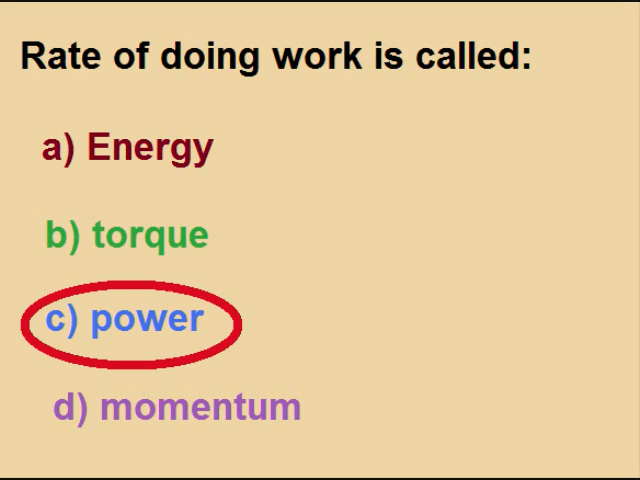 Rate of doing work is called:
a) Energy
b) torque
c) power
d) momentum